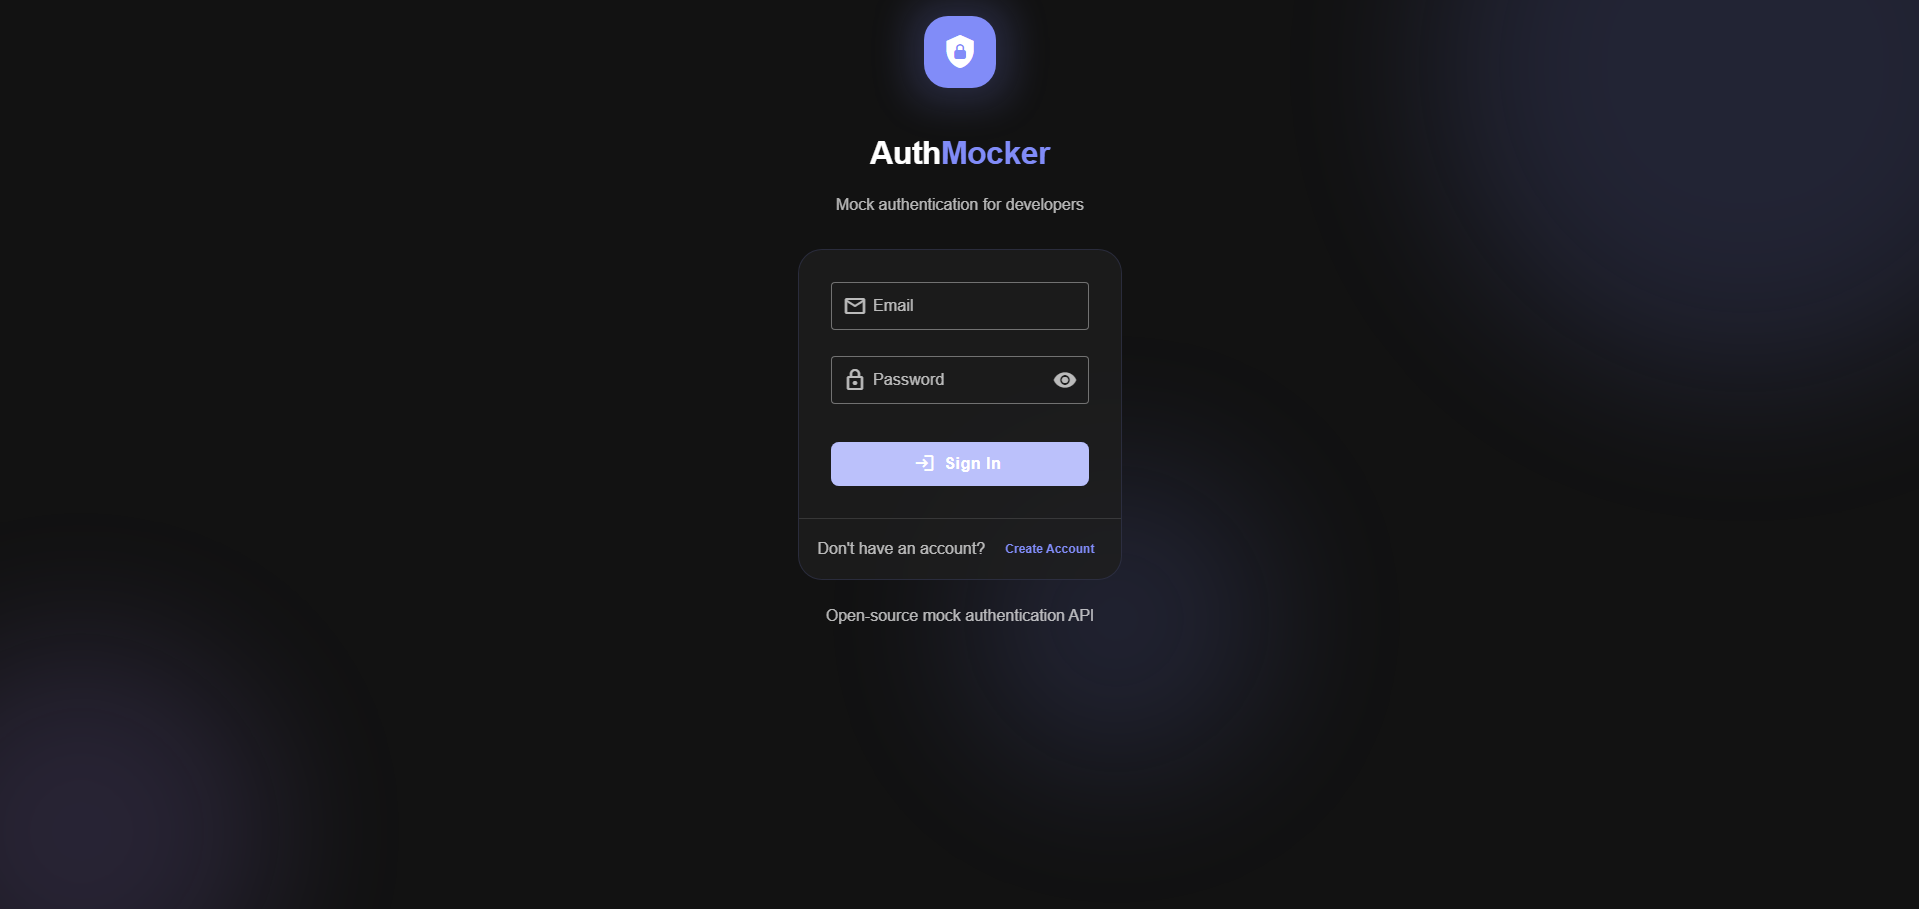 AuthMocker
Mock authentication for developers
Email
Password
Sign In
Don't have an account? Create Account
Open-source mock authentication API